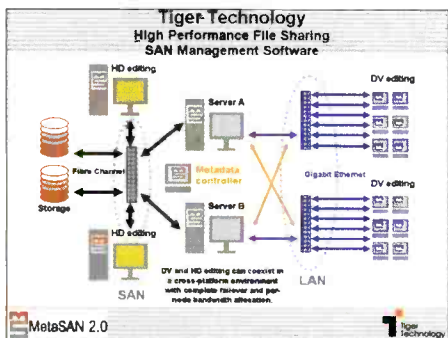 Tiger Technology
High Performance File Sharing
SAN Management Software
HD editing
DV editing
Server A
Fibre Channel
Metadata
controller
Gigabit Ethernet
Storage
DV editing
Server B
HD editing
SAN
DV and HD editing can coexist in
a cross-platform environment
with complete failover and per-
node bandwidth allocation.
LAN
MetaSAN 2.0
Tiger
Technology